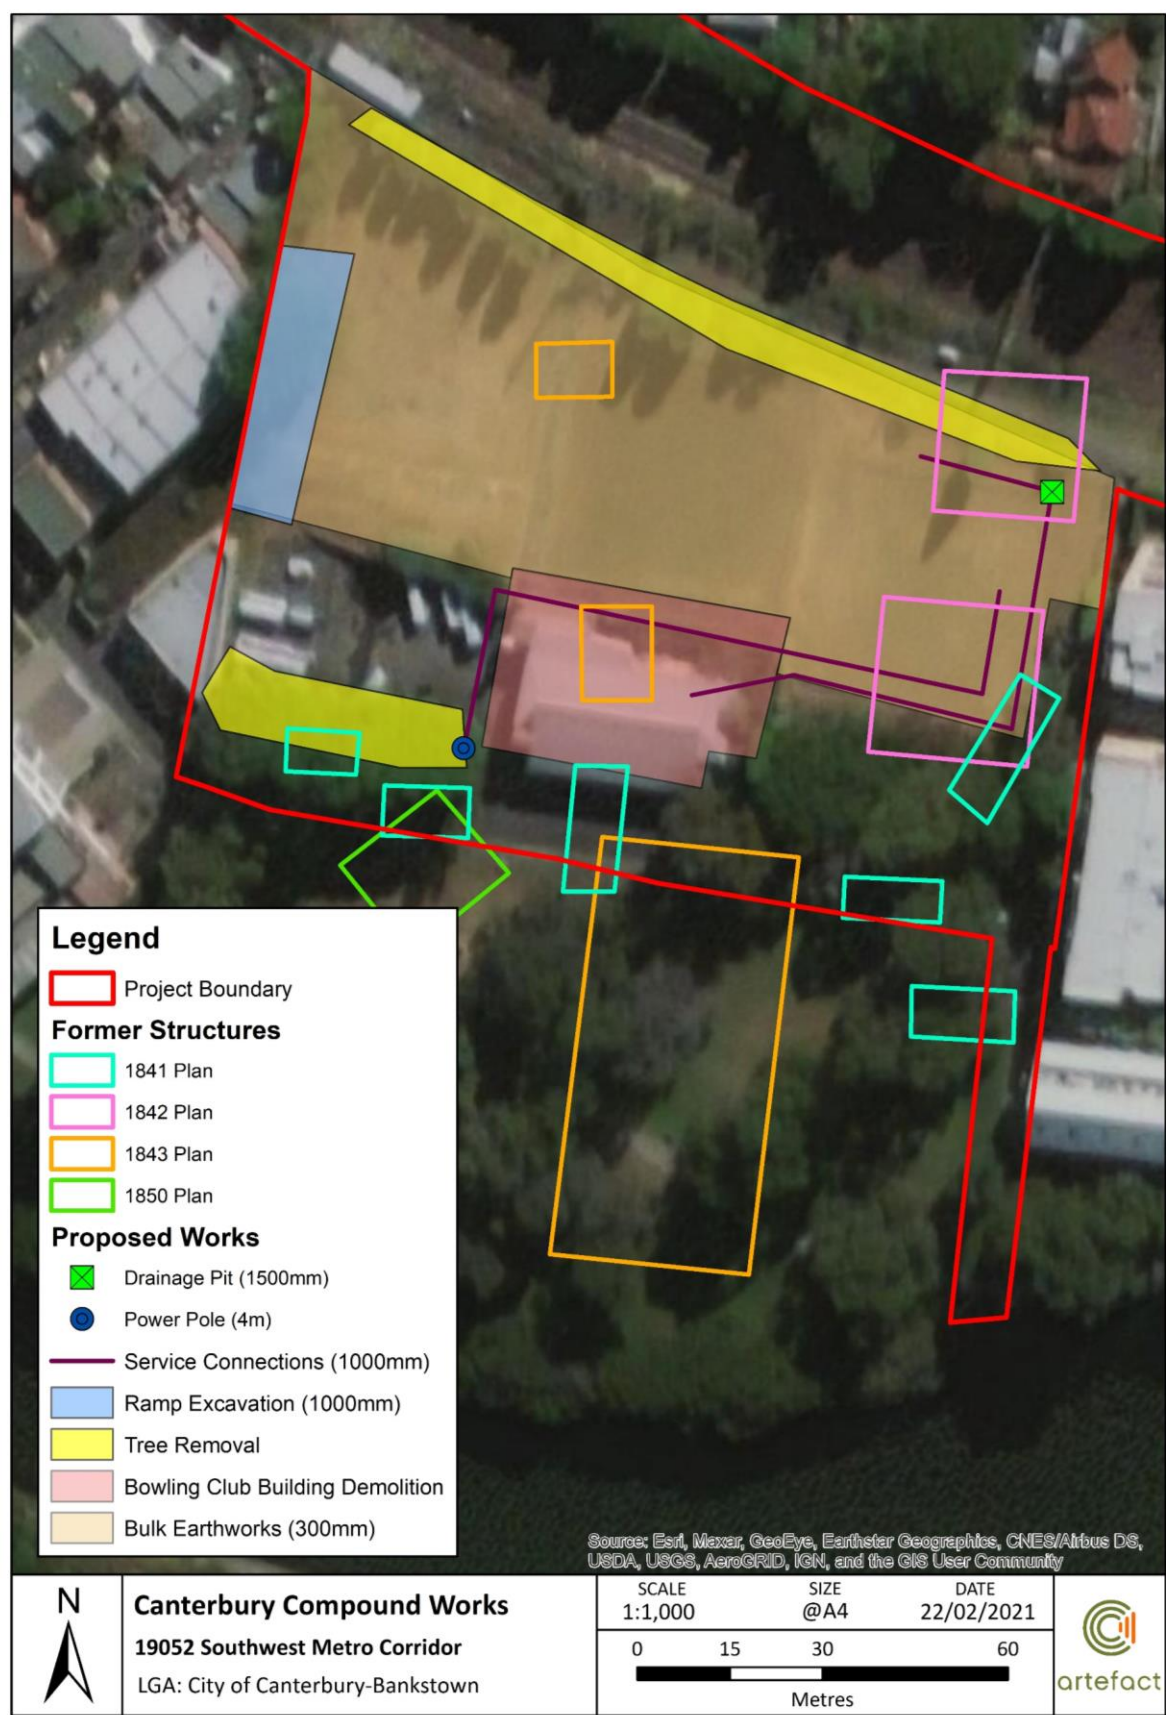 Legend
Project Boundary
Former Structures
1841 Plan
1842 Plan
1843 Plan
1850 Plan
Proposed Works
Drainage Pit (1500mm)
Power Pole (4m)
Service Connections (1000mm)
Ramp Excavation (1000mm)
Tree Removal
Bowling Club Building Demolition
Bulk Earthworks (300mm)
Source: Esri, Maxar, GeoEye, Earthstar Geographics, CNES/Airbus DS,
USDA, USGS, AeroGRID, IGN, and the GIS User Community
N
Canterbury Compound Works
19052 Southwest Metro Corridor
LGA: City of Canterbury-Bankstown
SCALE SIZE DATE
1:1,000 @A4 22/02/2021
0 15 30 60
Metres
artefact